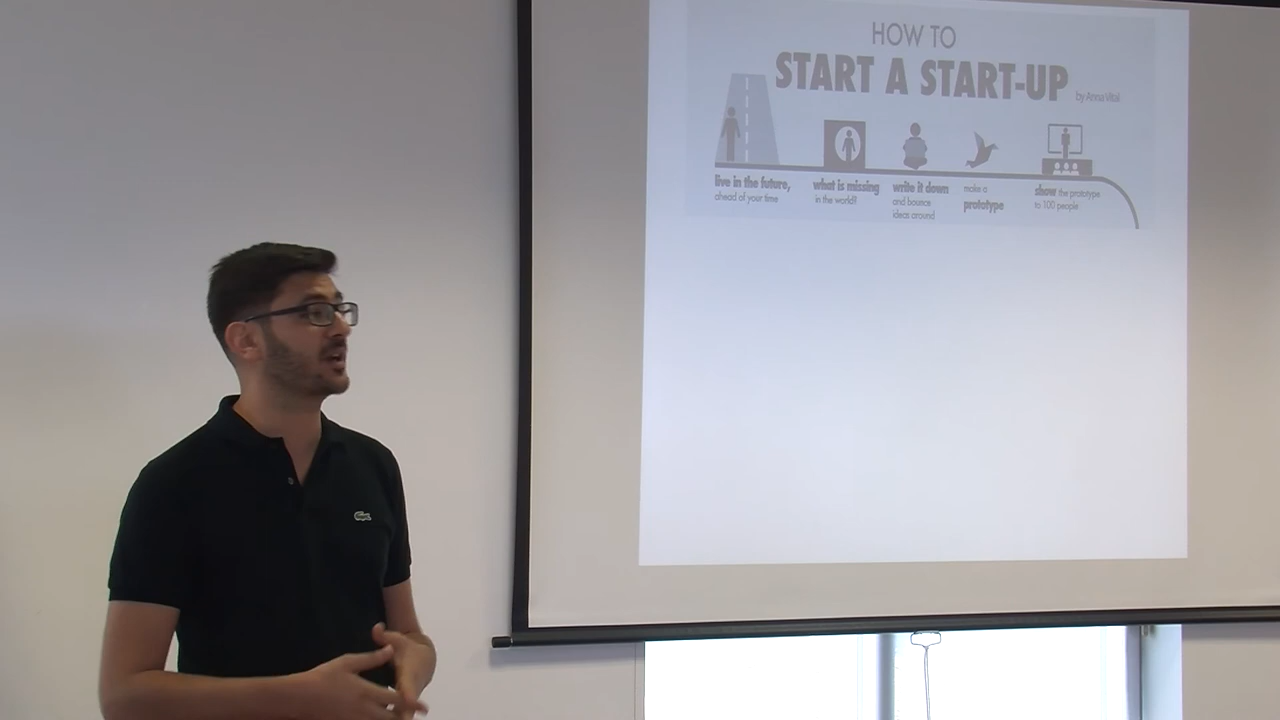 HOW TO
START A START-UP
by Anna Vital
live in the future,
ahead of your time
what is missing
in the world?
write it down
and bounce
ideas around
make a
prototype
show the prototype
to 100 people